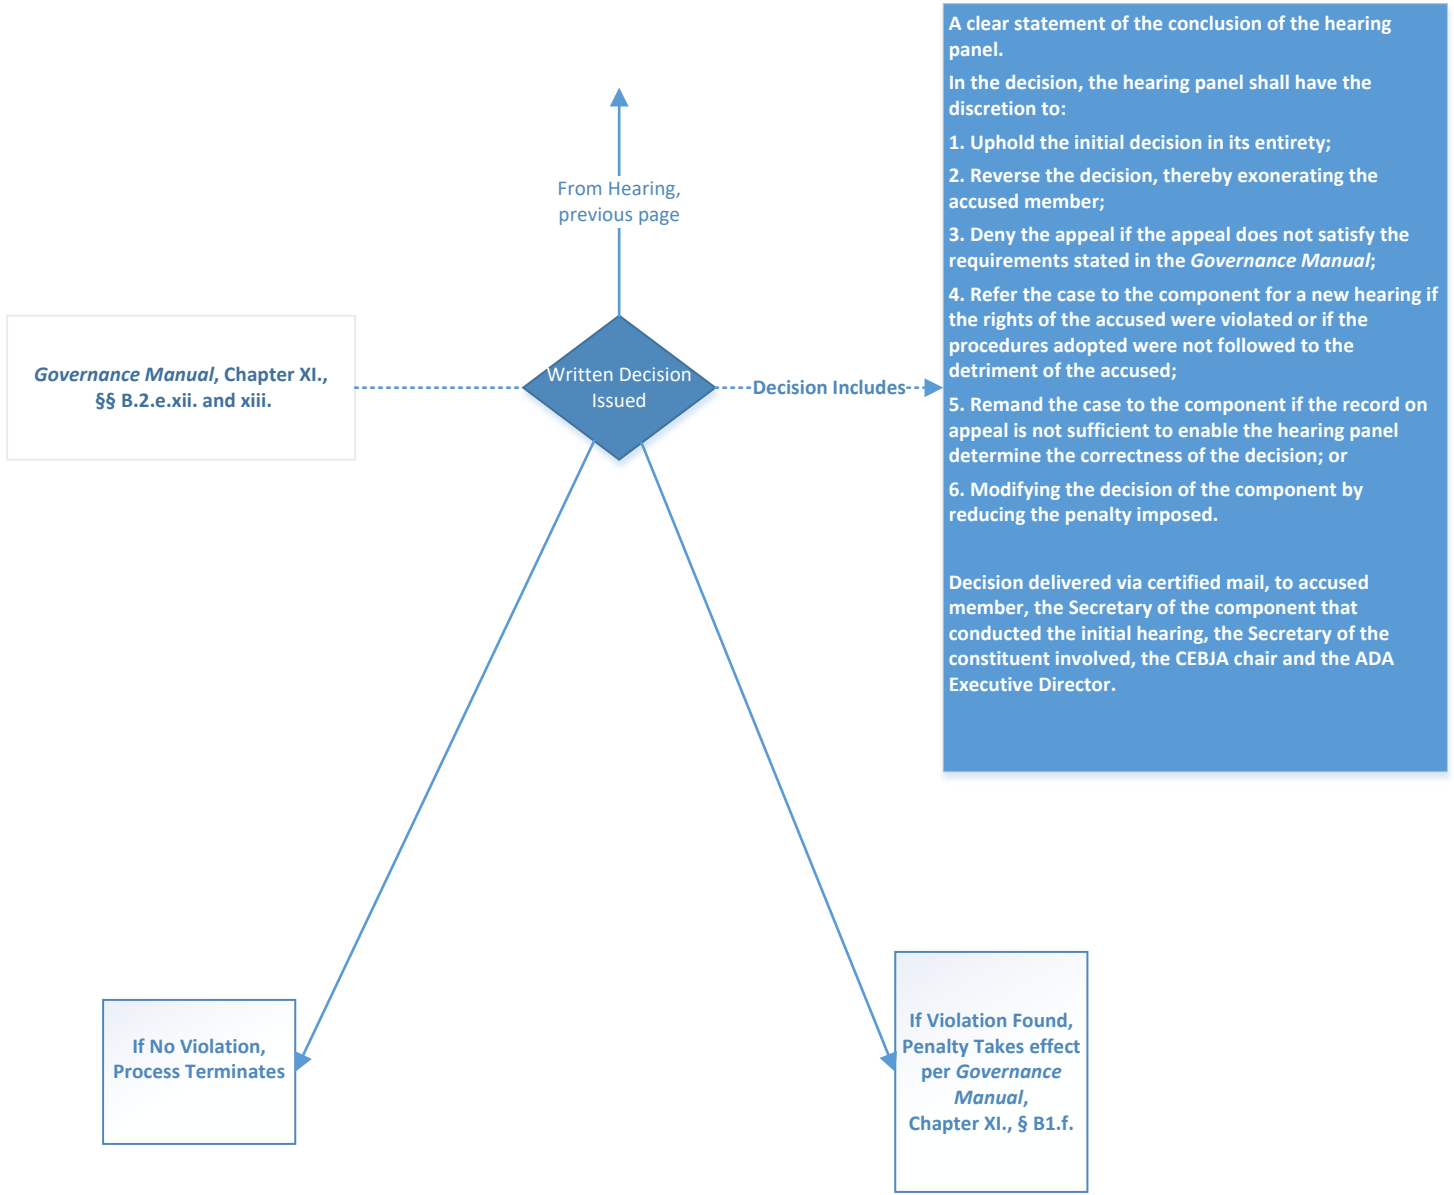 From Hearing,
previous page
Governance Manual, Chapter XI.,
§§ B.2.e.xii. and xiii.
Written Decision
Issued
Decision Includes
A clear statement of the conclusion of the hearing
panel.
In the decision, the hearing panel shall have the
discretion to:
1. Uphold the initial decision in its entirety;
2. Reverse the decision, thereby exonerating the
accused member;
3. Deny the appeal if the appeal does not satisfy the
requirements stated in the Governance Manual;
4. Refer the case to the component for a new hearing if
the rights of the accused were violated or if the
procedures adopted were not followed to the
detriment of the accused;
5. Remand the case to the component if the record on
appeal is not sufficient to enable the hearing panel
determine the correctness of the decision; or
6. Modifying the decision of the component by
reducing the penalty imposed.
Decision delivered via certified mail, to accused
member, the Secretary of the component that
conducted the initial hearing, the Secretary of the
constituent involved, the CEBJA chair and the ADA
Executive Director.
If No Violation,
Process Terminates
If Violation Found,
Penalty Takes effect
per Governance
Manual,
Chapter XI., § B1.f.